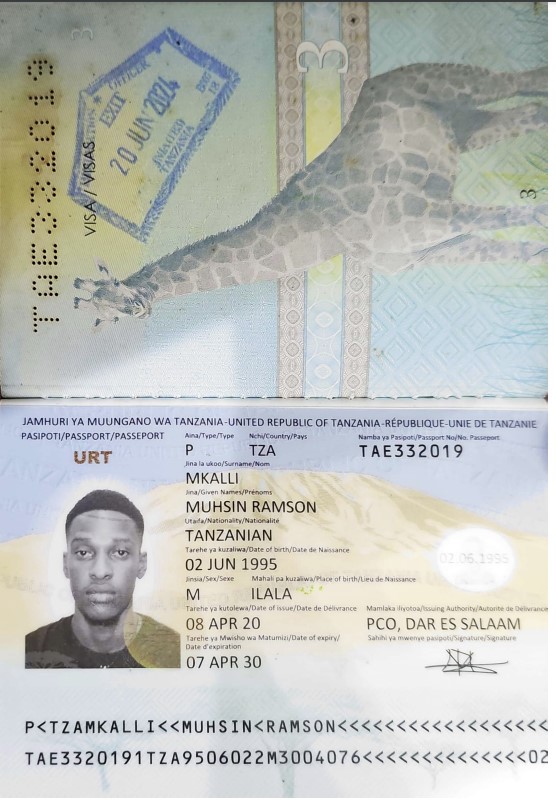 TAE332019
3
VISA / VISAS
EXIT
OFFICER
20 JUN 2024
TANZANIA
3
3
JAMHURI YA MUUNGANO WA TANZANIA-UNITED REPUBLIC OF TANZANIA-RÉPUBLIQUE-UNIE DE TANZANIE
PASIPOTI/PASSPORT/PASSEPORT
Aina/Type/Type Nchi/Country/Pays Namba ya Pasipoti/Passport No/No. Passeport
URT P TZA TAE332019
Jina la ukoo/Surname/Nom
MKALLI
Jina/Given Names/Prénoms
MUHSIN RAMSON
Utaifa/Nationality/Nationalité
TANZANIAN
Tarehe ya kuzaliwa/Date of birth/Date de Naissance
02 JUN 1995
02.06.1995
Jinsia/Sex/Sexe Mahali pa kuzaliwa/Place of birth/Lieu de Naissance
M ILALA
Tarehe ya kutolewa/Date of issue/Date de Délivrance Mamlaka iliyotoa/Issuing Authority/Autorite de Délivrance
08 APR 20 PCO, DAR ES SALAAM
Tarehe ya Mwisho wa Matumizi/Date of expiry/ Sahihi ya mwenye pasipoti/Signature/Signature
Date d'expiration
07 APR 30
P<TZAMKALLI<<MUHSIN<RAMSON<<<<<<<<<<<<<<<<<<
TAE3320191TZA9506022M3004076<<<<<<<<<<<<<<02